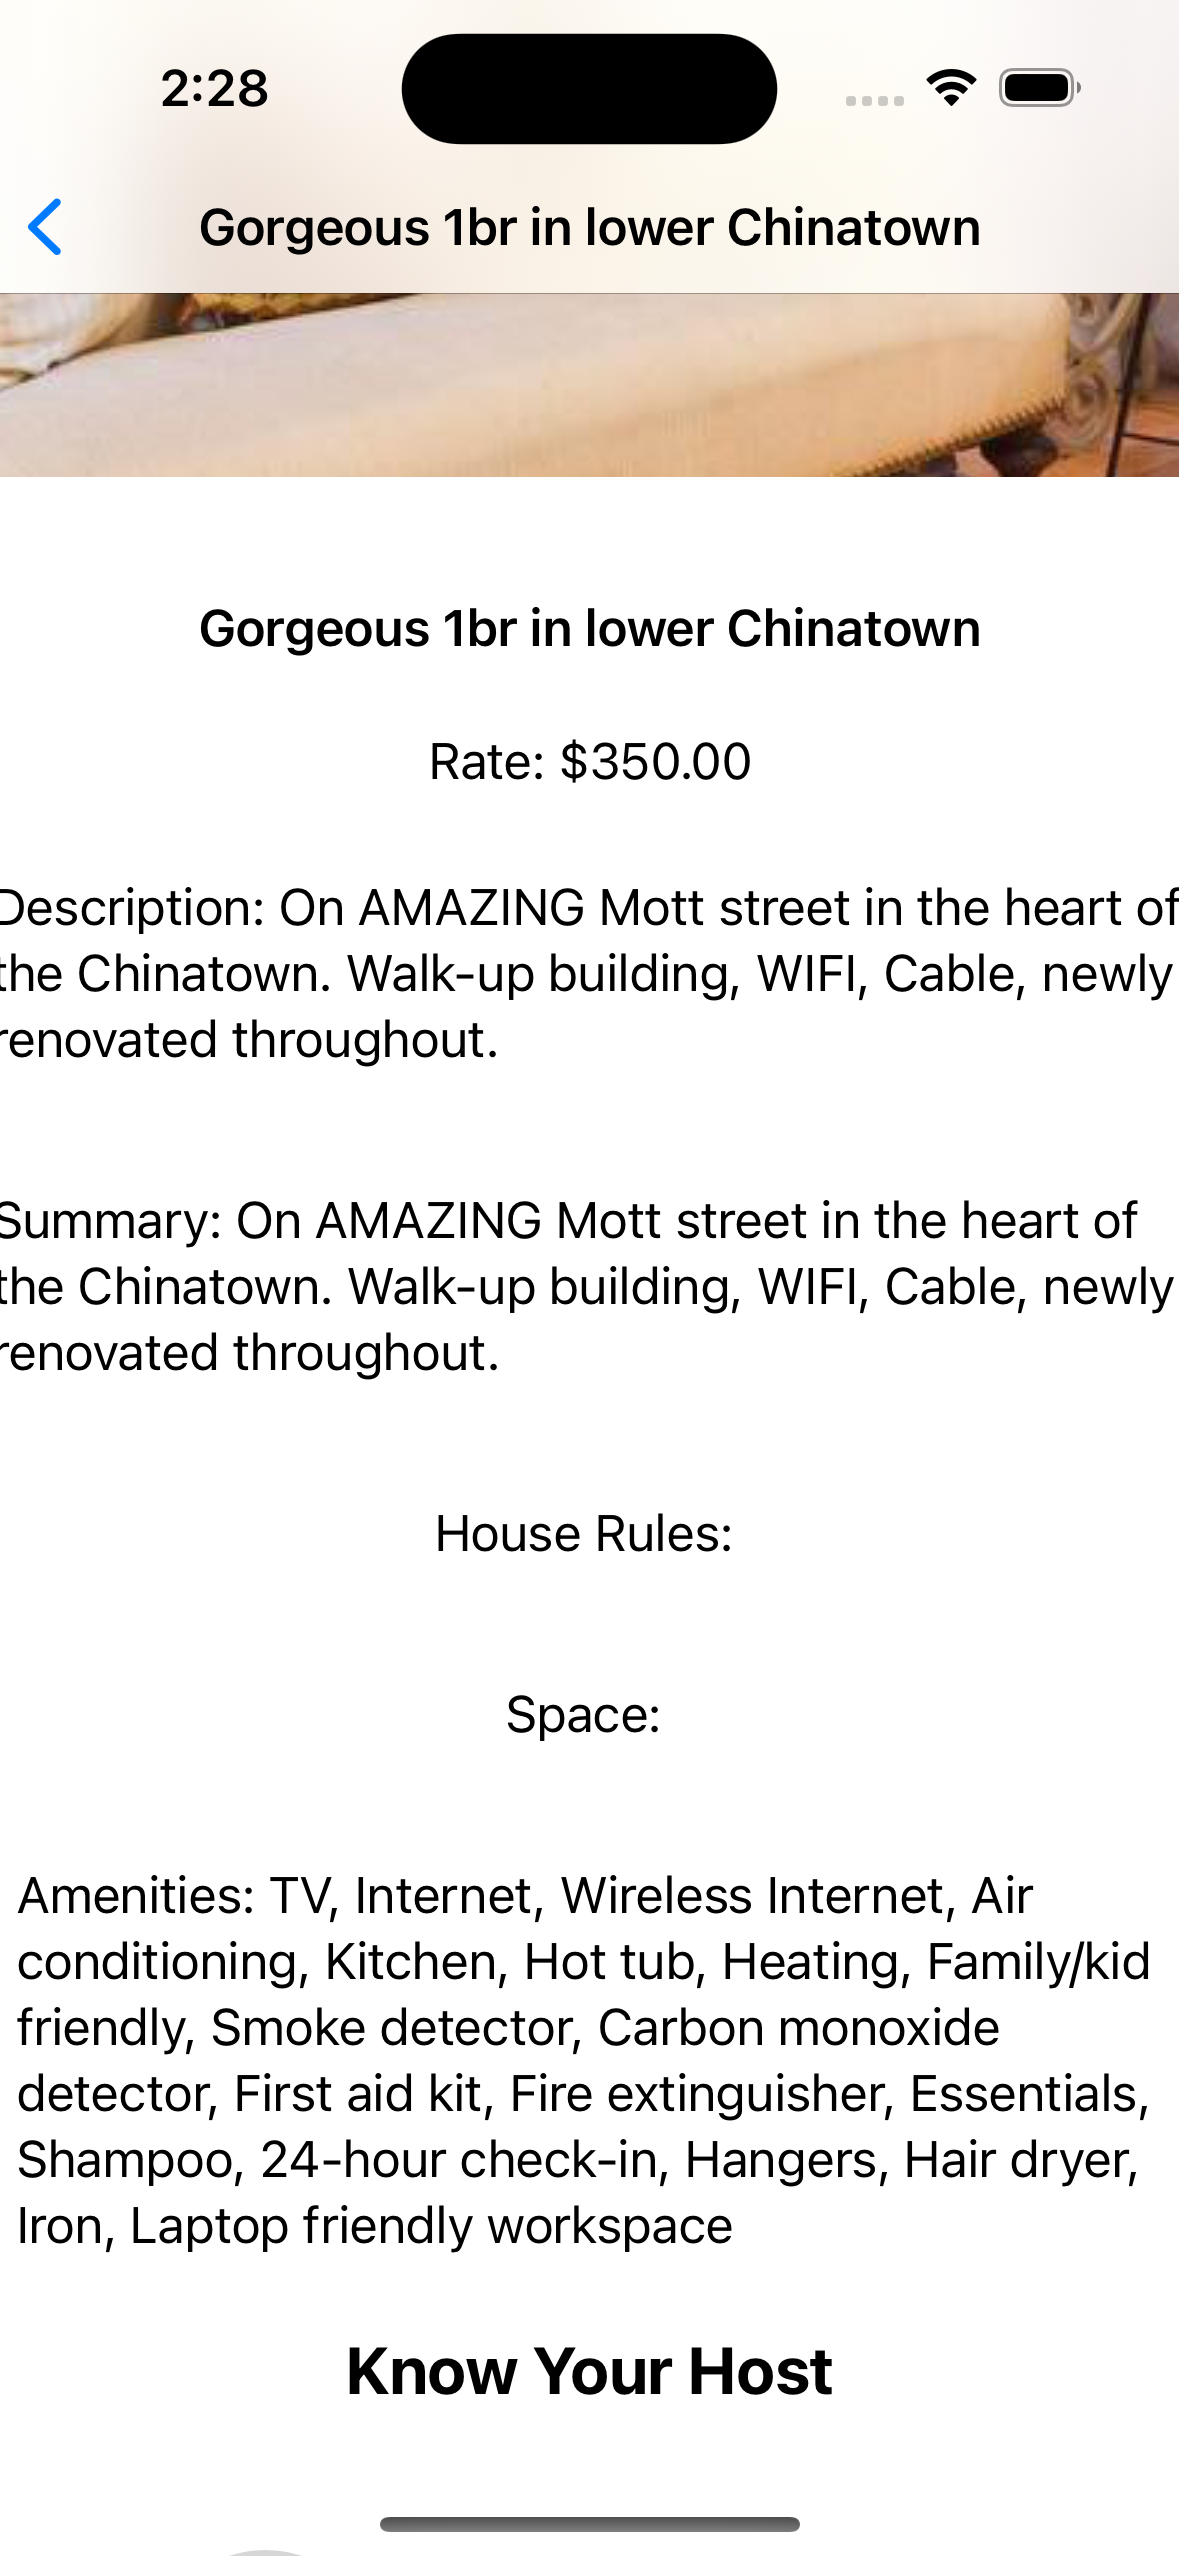 2:28
Gorgeous 1br in lower Chinatown
Gorgeous 1br in lower Chinatown
Rate: $350.00
Description: On AMAZING Mott street in the heart of
the Chinatown. Walk-up building, WIFI, Cable, newly
renovated throughout.
Summary: On AMAZING Mott street in the heart of
the Chinatown. Walk-up building, WIFI, Cable, newly
renovated throughout.
House Rules:
Space:
Amenities: TV, Internet, Wireless Internet, Air
conditioning, Kitchen, Hot tub, Heating, Family/kid
friendly, Smoke detector, Carbon monoxide
detector, First aid kit, Fire extinguisher, Essentials,
Shampoo, 24-hour check-in, Hangers, Hair dryer,
Iron, Laptop friendly workspace
Know Your Host